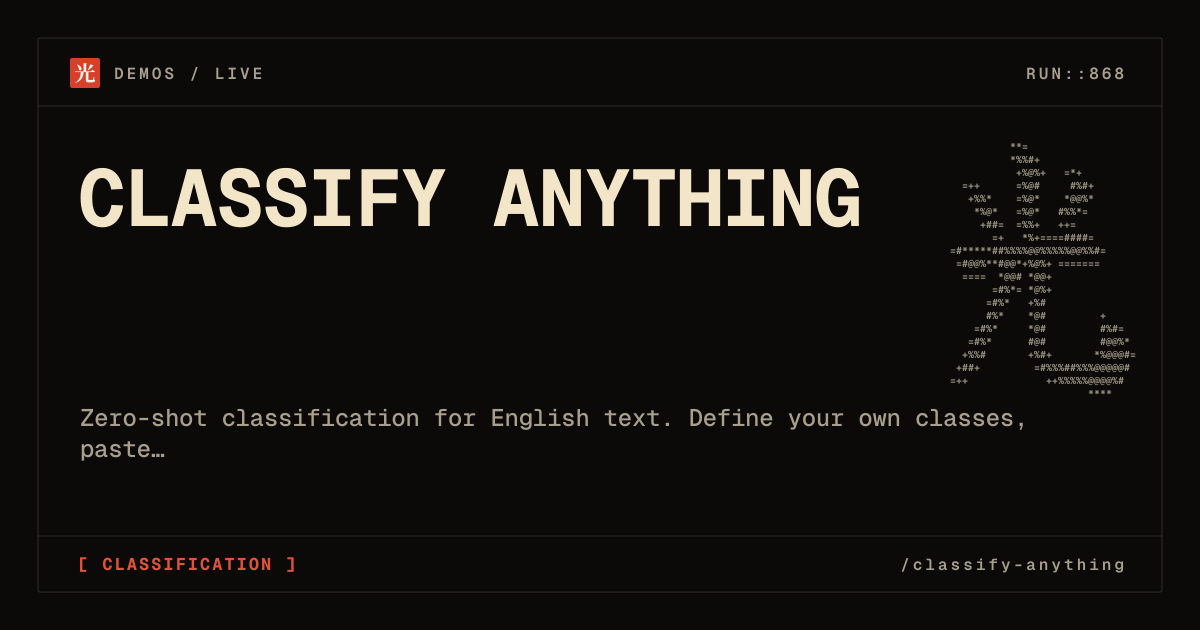 光 DEMOS / LIVE
RUN::868
CLASSIFY ANYTHING
Zero-shot classification for English text. Define your own classes,
paste…
[ CLASSIFICATION ]
/classify-anything